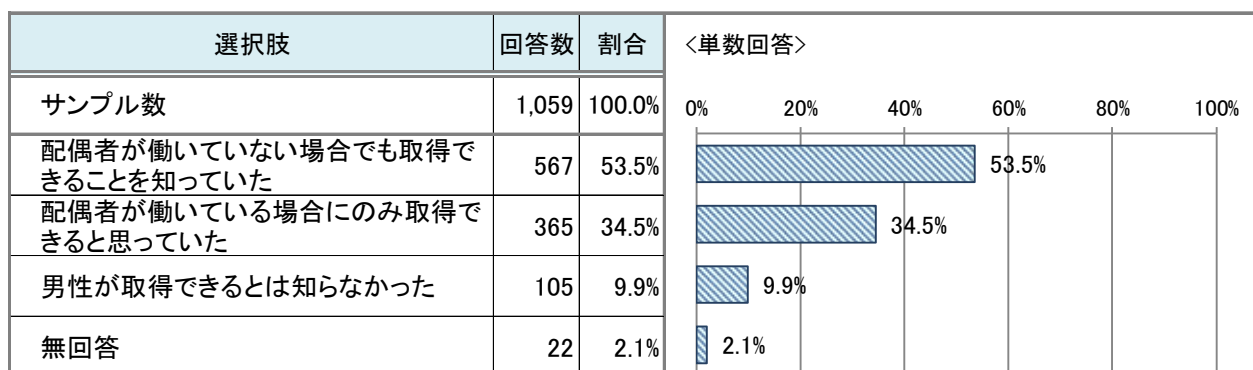 選択肢 回答数 割合 <単数回答>
サンプル数 1,059 100.0% 0% 20% 40% 60% 80% 100%
配偶者が働いていない場合でも取得で
きることを知っていた 567 53.5% 53.5%
配偶者が働いている場合にのみ取得で
きると思っていた 365 34.5% 34.5%
男性が取得できるとは知らなかった 105 9.9% 9.9%
無回答 22 2.1% 2.1%